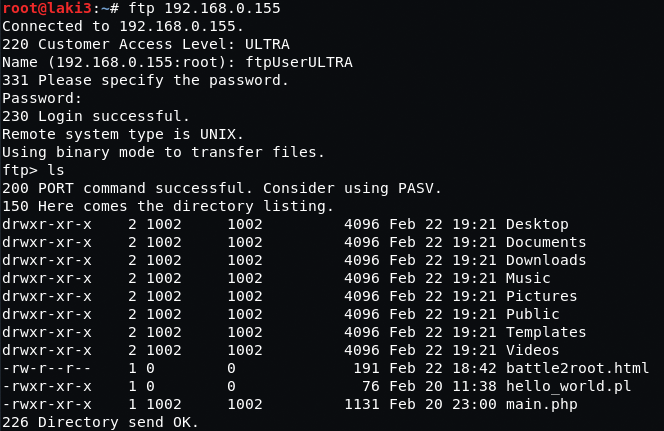 root@laki3:~# ftp 192.168.0.155
Connected to 192.168.0.155.
220 Customer Access Level: ULTRA
Name (192.168.0.155:root): ftpUserULTRA
331 Please specify the password.
Password:
230 Login successful.
Remote system type is UNIX.
Using binary mode to transfer files.
ftp> ls
200 PORT command successful. Consider using PASV.
150 Here comes the directory listing.
drwxr-xr-x    2 1002     1002         4096 Feb 22 19:21 Desktop
drwxr-xr-x    2 1002     1002         4096 Feb 22 19:21 Documents
drwxr-xr-x    2 1002     1002         4096 Feb 22 19:21 Downloads
drwxr-xr-x    2 1002     1002         4096 Feb 22 19:21 Music
drwxr-xr-x    2 1002     1002         4096 Feb 22 19:21 Pictures
drwxr-xr-x    2 1002     1002         4096 Feb 22 19:21 Public
drwxr-xr-x    2 1002     1002         4096 Feb 22 19:21 Templates
drwxr-xr-x    2 1002     1002         4096 Feb 22 19:21 Videos
-rw-r--r--    1 0        0             191 Feb 22 18:42 battle2root.html
-rwxr-xr-x    1 0        0              76 Feb 20 11:38 hello_world.pl
-rwxr-xr-x    1 1002     1002         1131 Feb 20 23:00 main.php
226 Directory send OK.